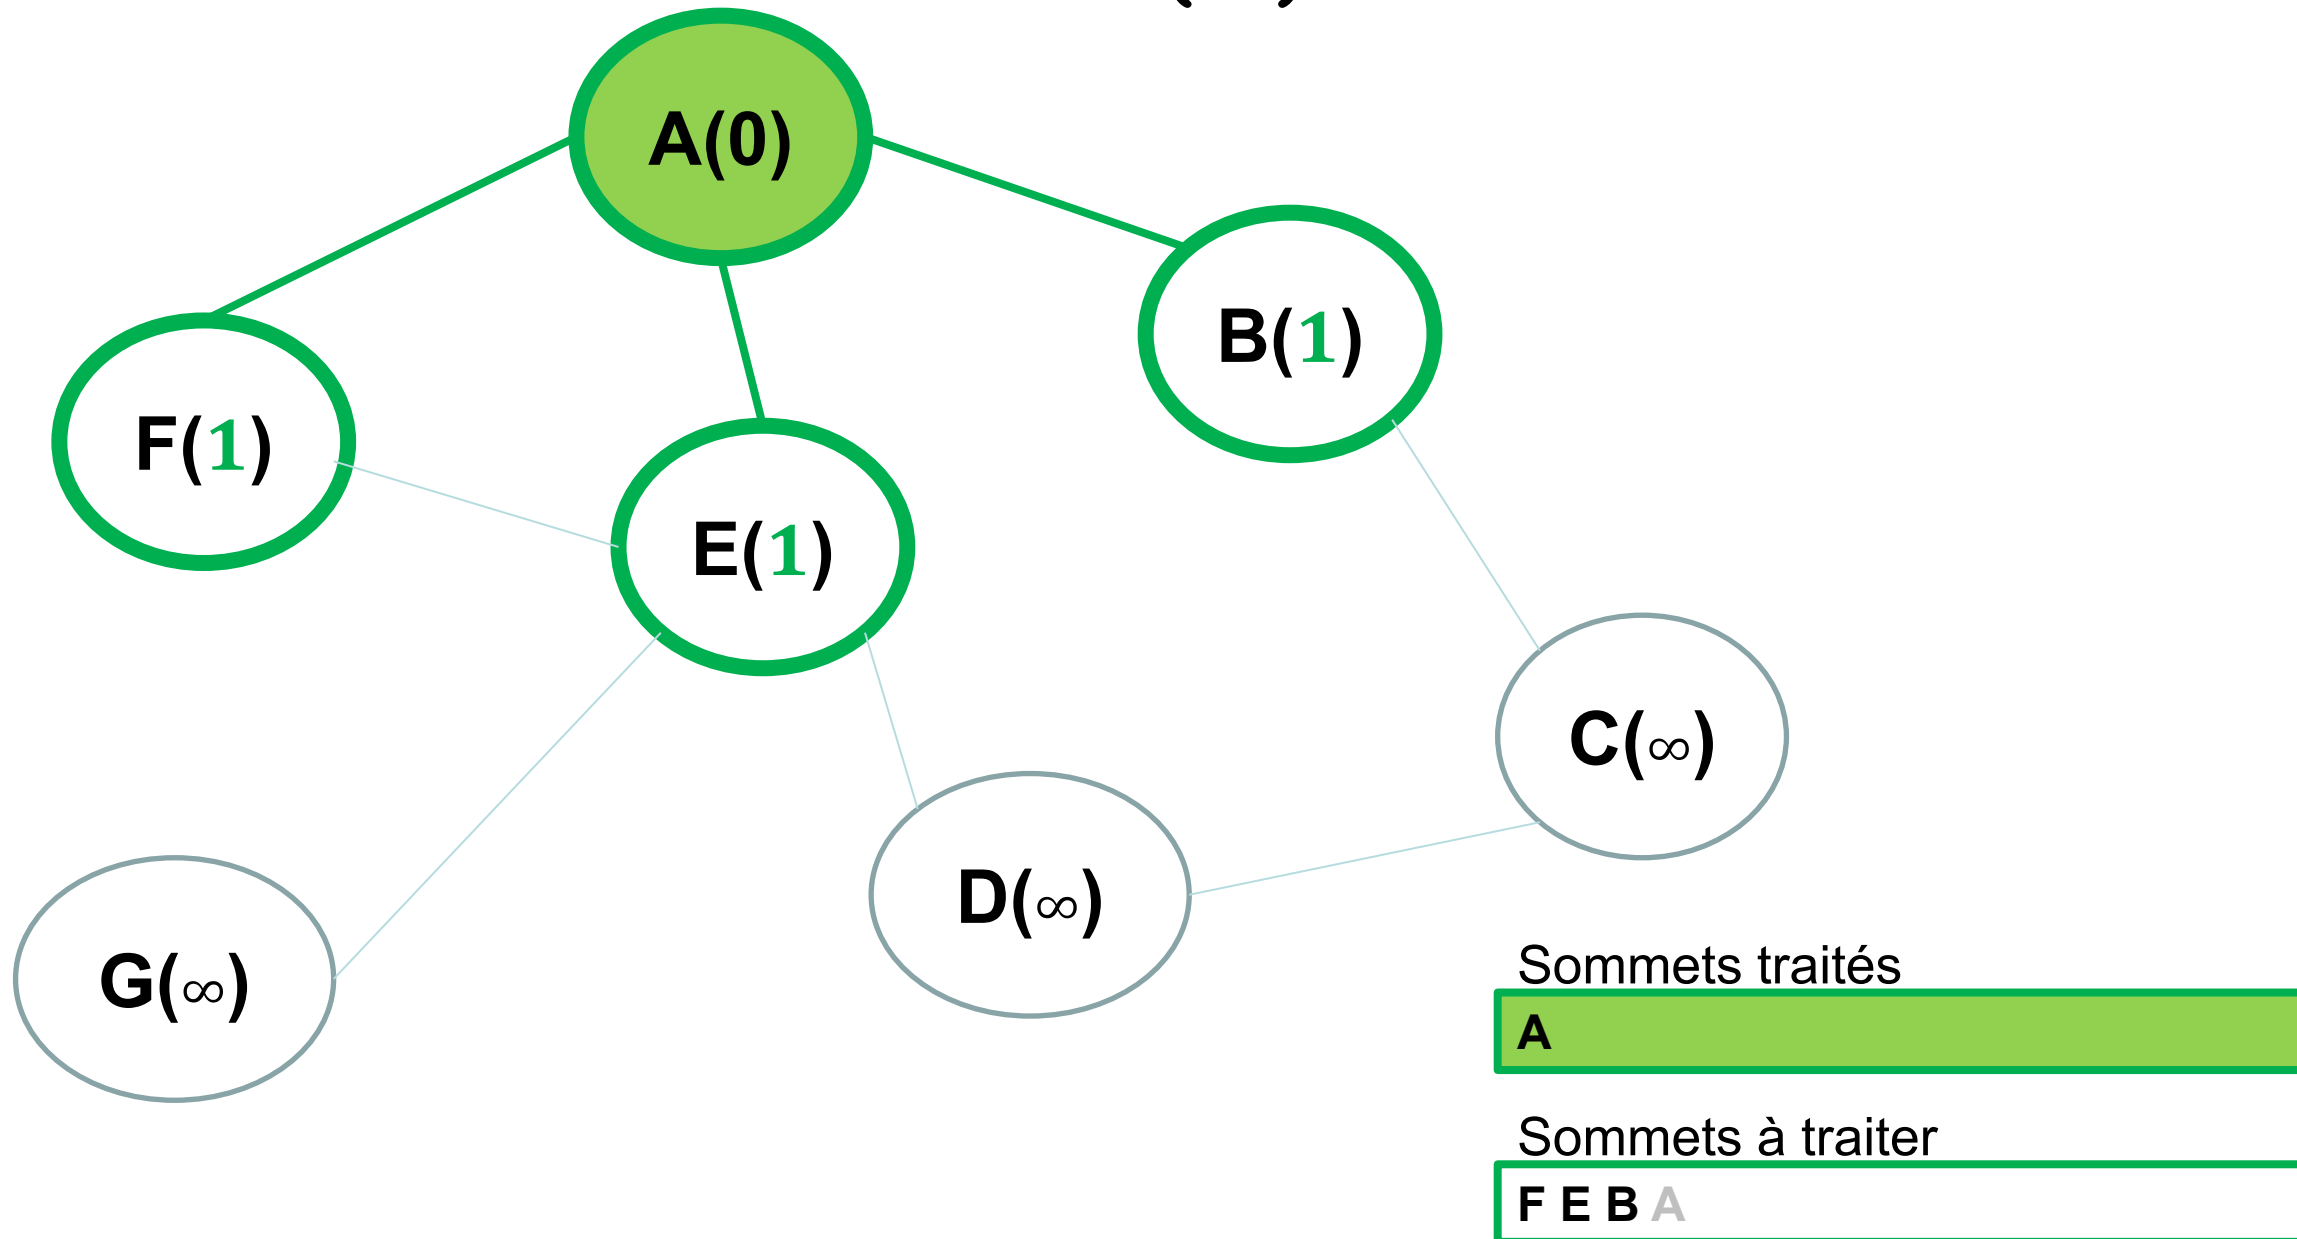 A(0)
B(1)
F(1)
E(1)
C(∞)
D(∞)
G(∞)
Sommets traités
A
Sommets à traiter
F E B A